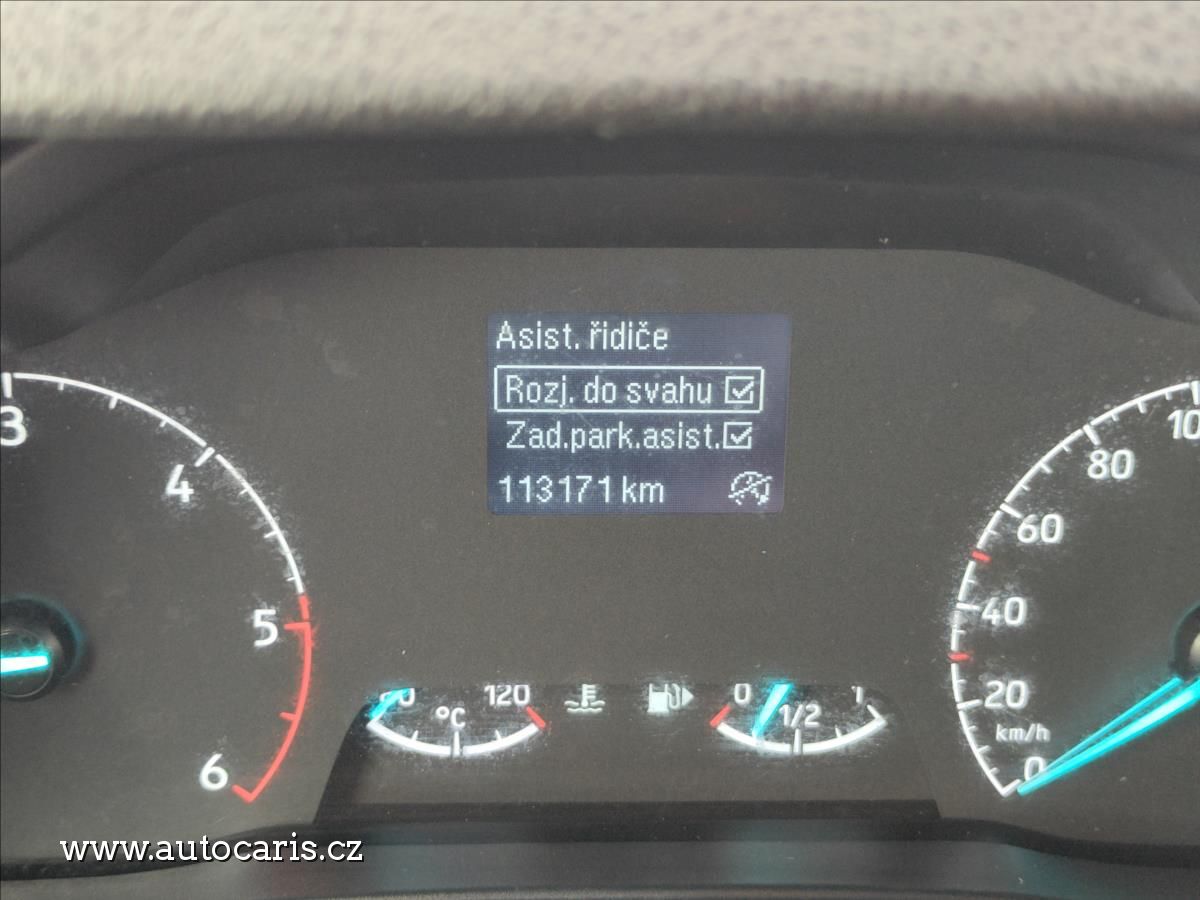 Asist. řidiče
Rozj. do svahu
Zad.park.asist.
113171 km
3
4
5
6
120
°C
0
1/2
1
100
80
60
40
20
km/h
0
www.autocaris.cz